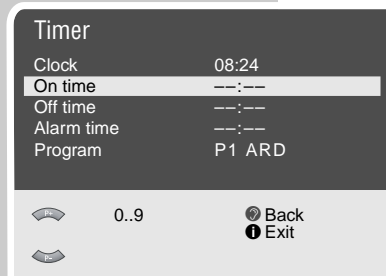 Timer
Clock 08:24
On time --:--
Off time --:--
Alarm time --:--
Program P1 ARD
P+ 0..9 Back
i Exit
P-